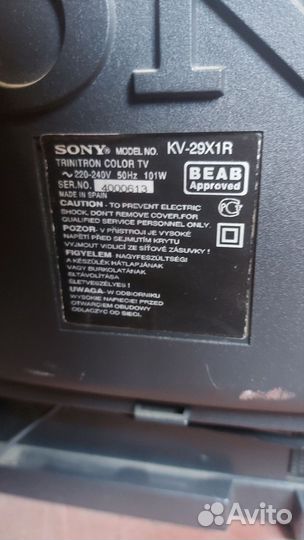 SONY® MODEL NO. KV-29X1R
TRINITRON COLOR TV
~ 220-240V 50Hz 101W
SER.NO. 4000613
MADE IN SPAIN
BEAB
Approved
CAUTION - TO PREVENT ELECTRIC
SHOCK, DON'T REMOVE COVER.FOR
QUALIFIED SERVICE PERSONNEL ONLY.
POZOR - V PŘÍSTROJI JE VYSOKÉ
NAPĚTÍ PŘED SEJMUTÍM KRYTU
VYJMOUT VIDLICI ZE SÍŤOVÉ ZÁSUVKY !
FIGYELEM - NAGYFESZÜLTSÉG!
A KÉSZÜLÉK HÁTLAPJÁNAK
VAGY BURKOLATÁNAK
ELTÁVOLÍTÁSA
ÉLETVESZÉLYES !
UWAGA - W ODBIORNIKU
WYSOKIE NAPIĘCIE! PRZED
OTWARCIEM OBUDOWY
ODŁĄCZYĆ OD SIECI.
Avito